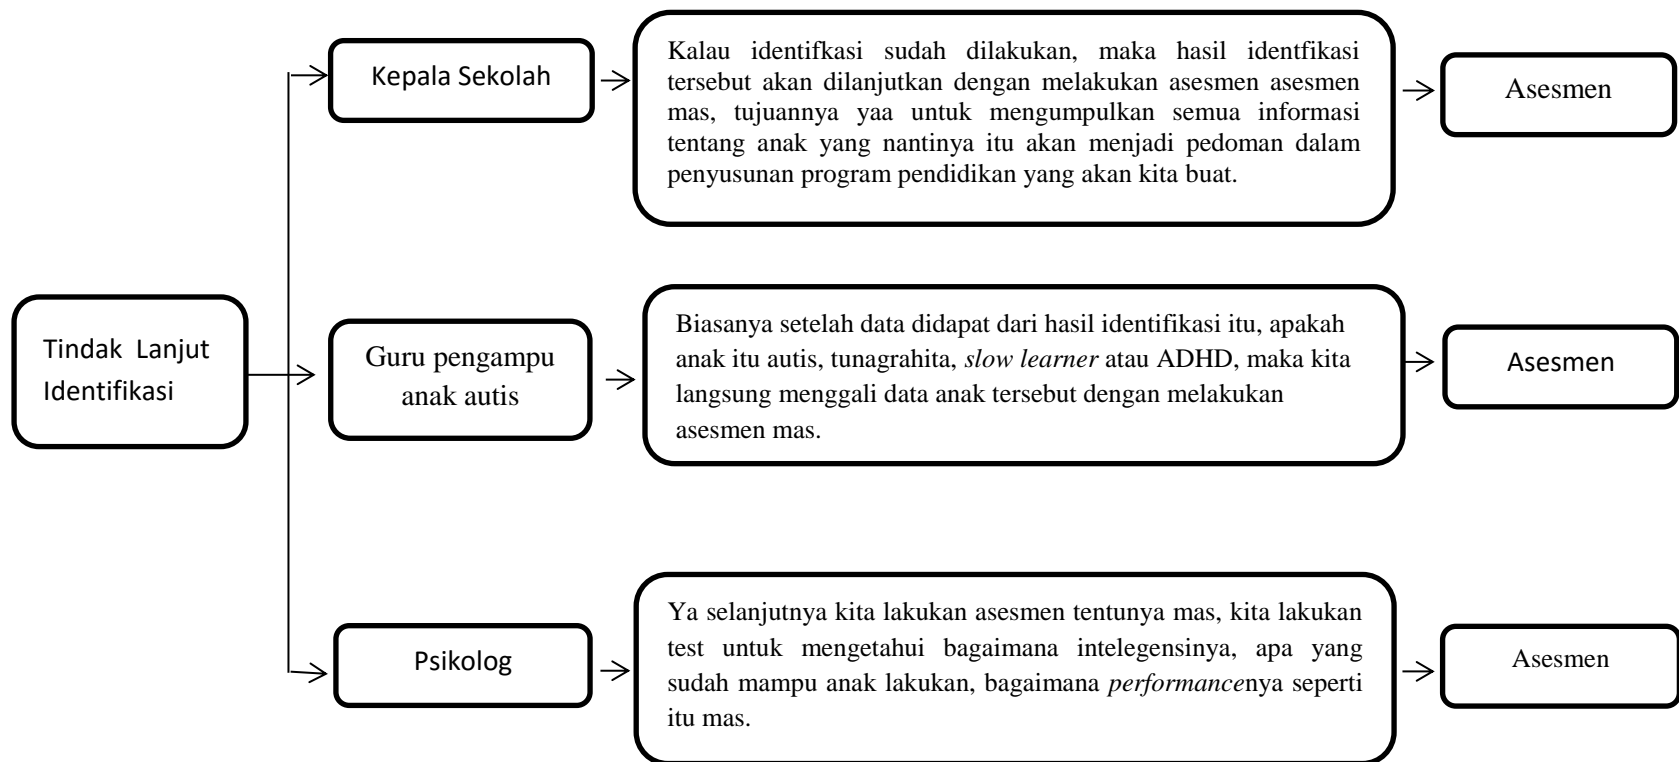 Kepala Sekolah
Kalau identifkasi sudah dilakukan, maka hasil identfikasi
tersebut akan dilanjutkan dengan melakukan asesmen asesmen
mas, tujuannya yaa untuk mengumpulkan semua informasi
tentang anak yang nantinya itu akan menjadi pedoman dalam
penyusunan program pendidikan yang akan kita buat.
Asesmen
Tindak Lanjut
Identifikasi
Guru pengampu
anak autis
Biasanya setelah data didapat dari hasil identifikasi itu, apakah
anak itu autis, tunagrahita, slow learner atau ADHD, maka kita
langsung menggali data anak tersebut dengan melakukan
asesmen mas.
Asesmen
Psikolog
Ya selanjutnya kita lakukan asesmen tentunya mas, kita lakukan
test untuk mengetahui bagaimana intelegensinya, apa yang
sudah mampu anak lakukan, bagaimana performancenya seperti
itu mas.
Asesmen